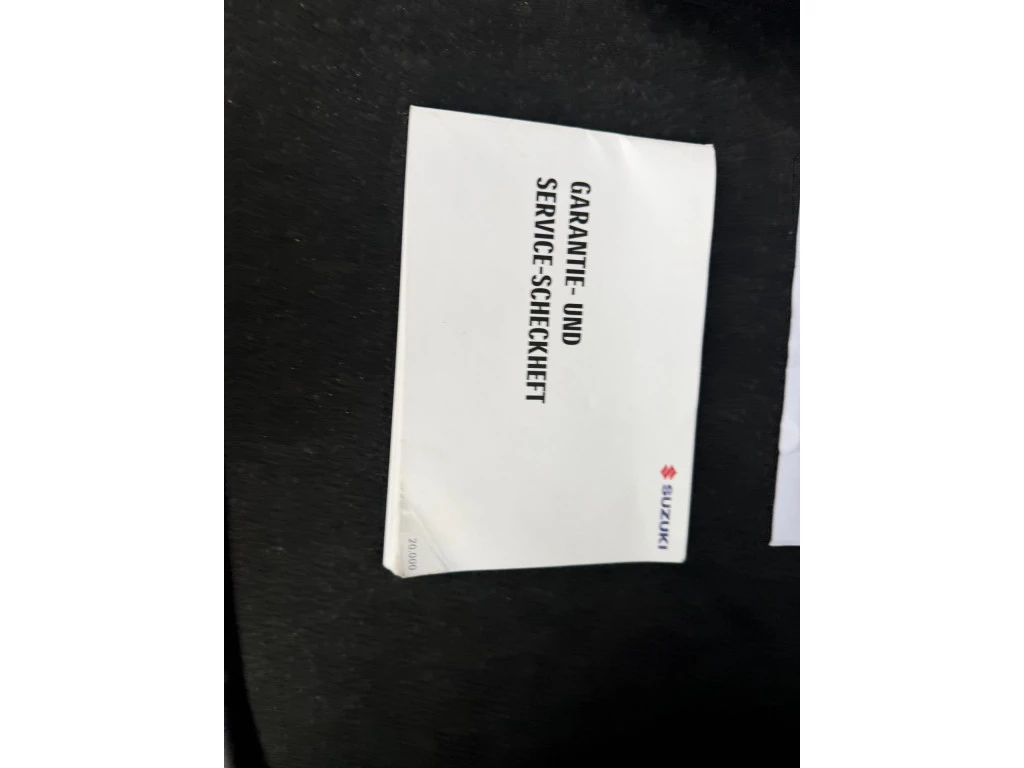 SUZUKI
GARANTIE- UND
SERVICE-SCHECKHEFT
20.000